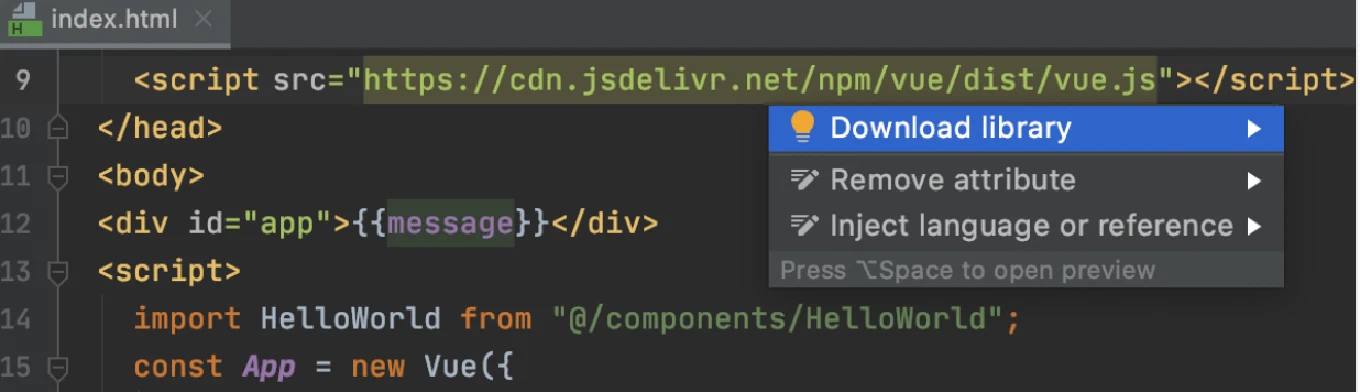 index.html
9 <script src="https://cdn.jsdelivr.net/npm/vue/dist/vue.js"></script>
10 </head>
Download library
11 <body>
Remove attribute
12 <div id="app">{{message}}</div>
Inject language or reference
13 <script>
Press ⌥Space to open preview
14 import HelloWorld from "@/components/HelloWorld";
15 const App = new Vue({